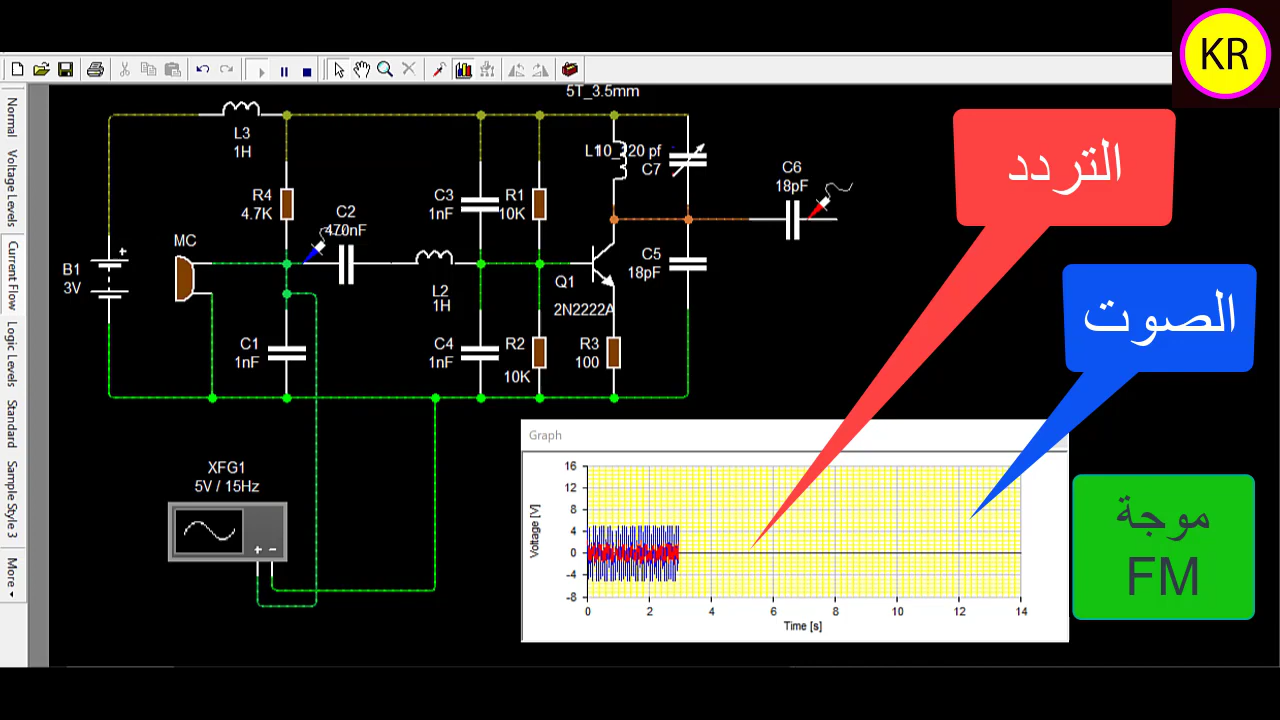 KR
5T_3.5mm
L3
1H
L1
10_220 pf
C7
C6
18pF
R4
4.7K
C2
470nF
C3
1nF
R1
10K
MC
B1
3V
L2
1H
Q1
2N2222A
C5
18pF
C1
1nF
C4
1nF
R2
10K
R3
100
XFG1
5V / 15Hz
Normal
Voltage Levels
Current Flow
Logic Levels
Standard
Sample Style 3
More
التردد
الصوت
موجة
FM
Graph
Voltage [V]
16
12
8
4
0
-4
-8
0 2 4 6 8 10 12 14
Time [s]